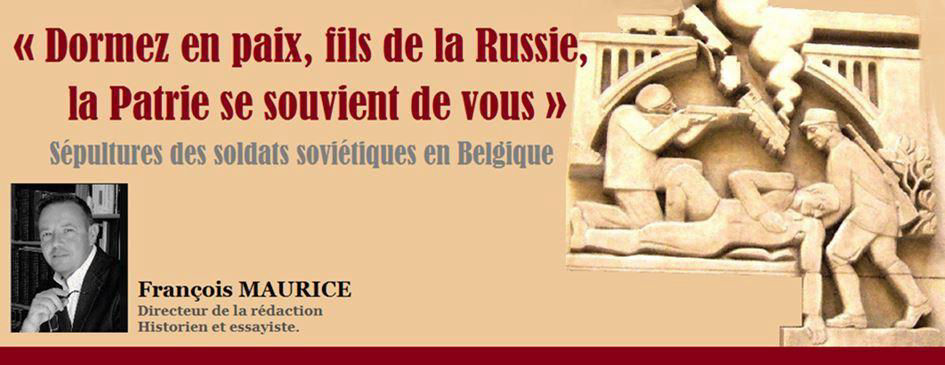 « Dormez en paix, fils de la Russie,
la Patrie se souvient de vous »
Sépultures des soldats soviétiques en Belgique
François MAURICE
Directeur de la rédaction
Historien et essayiste.